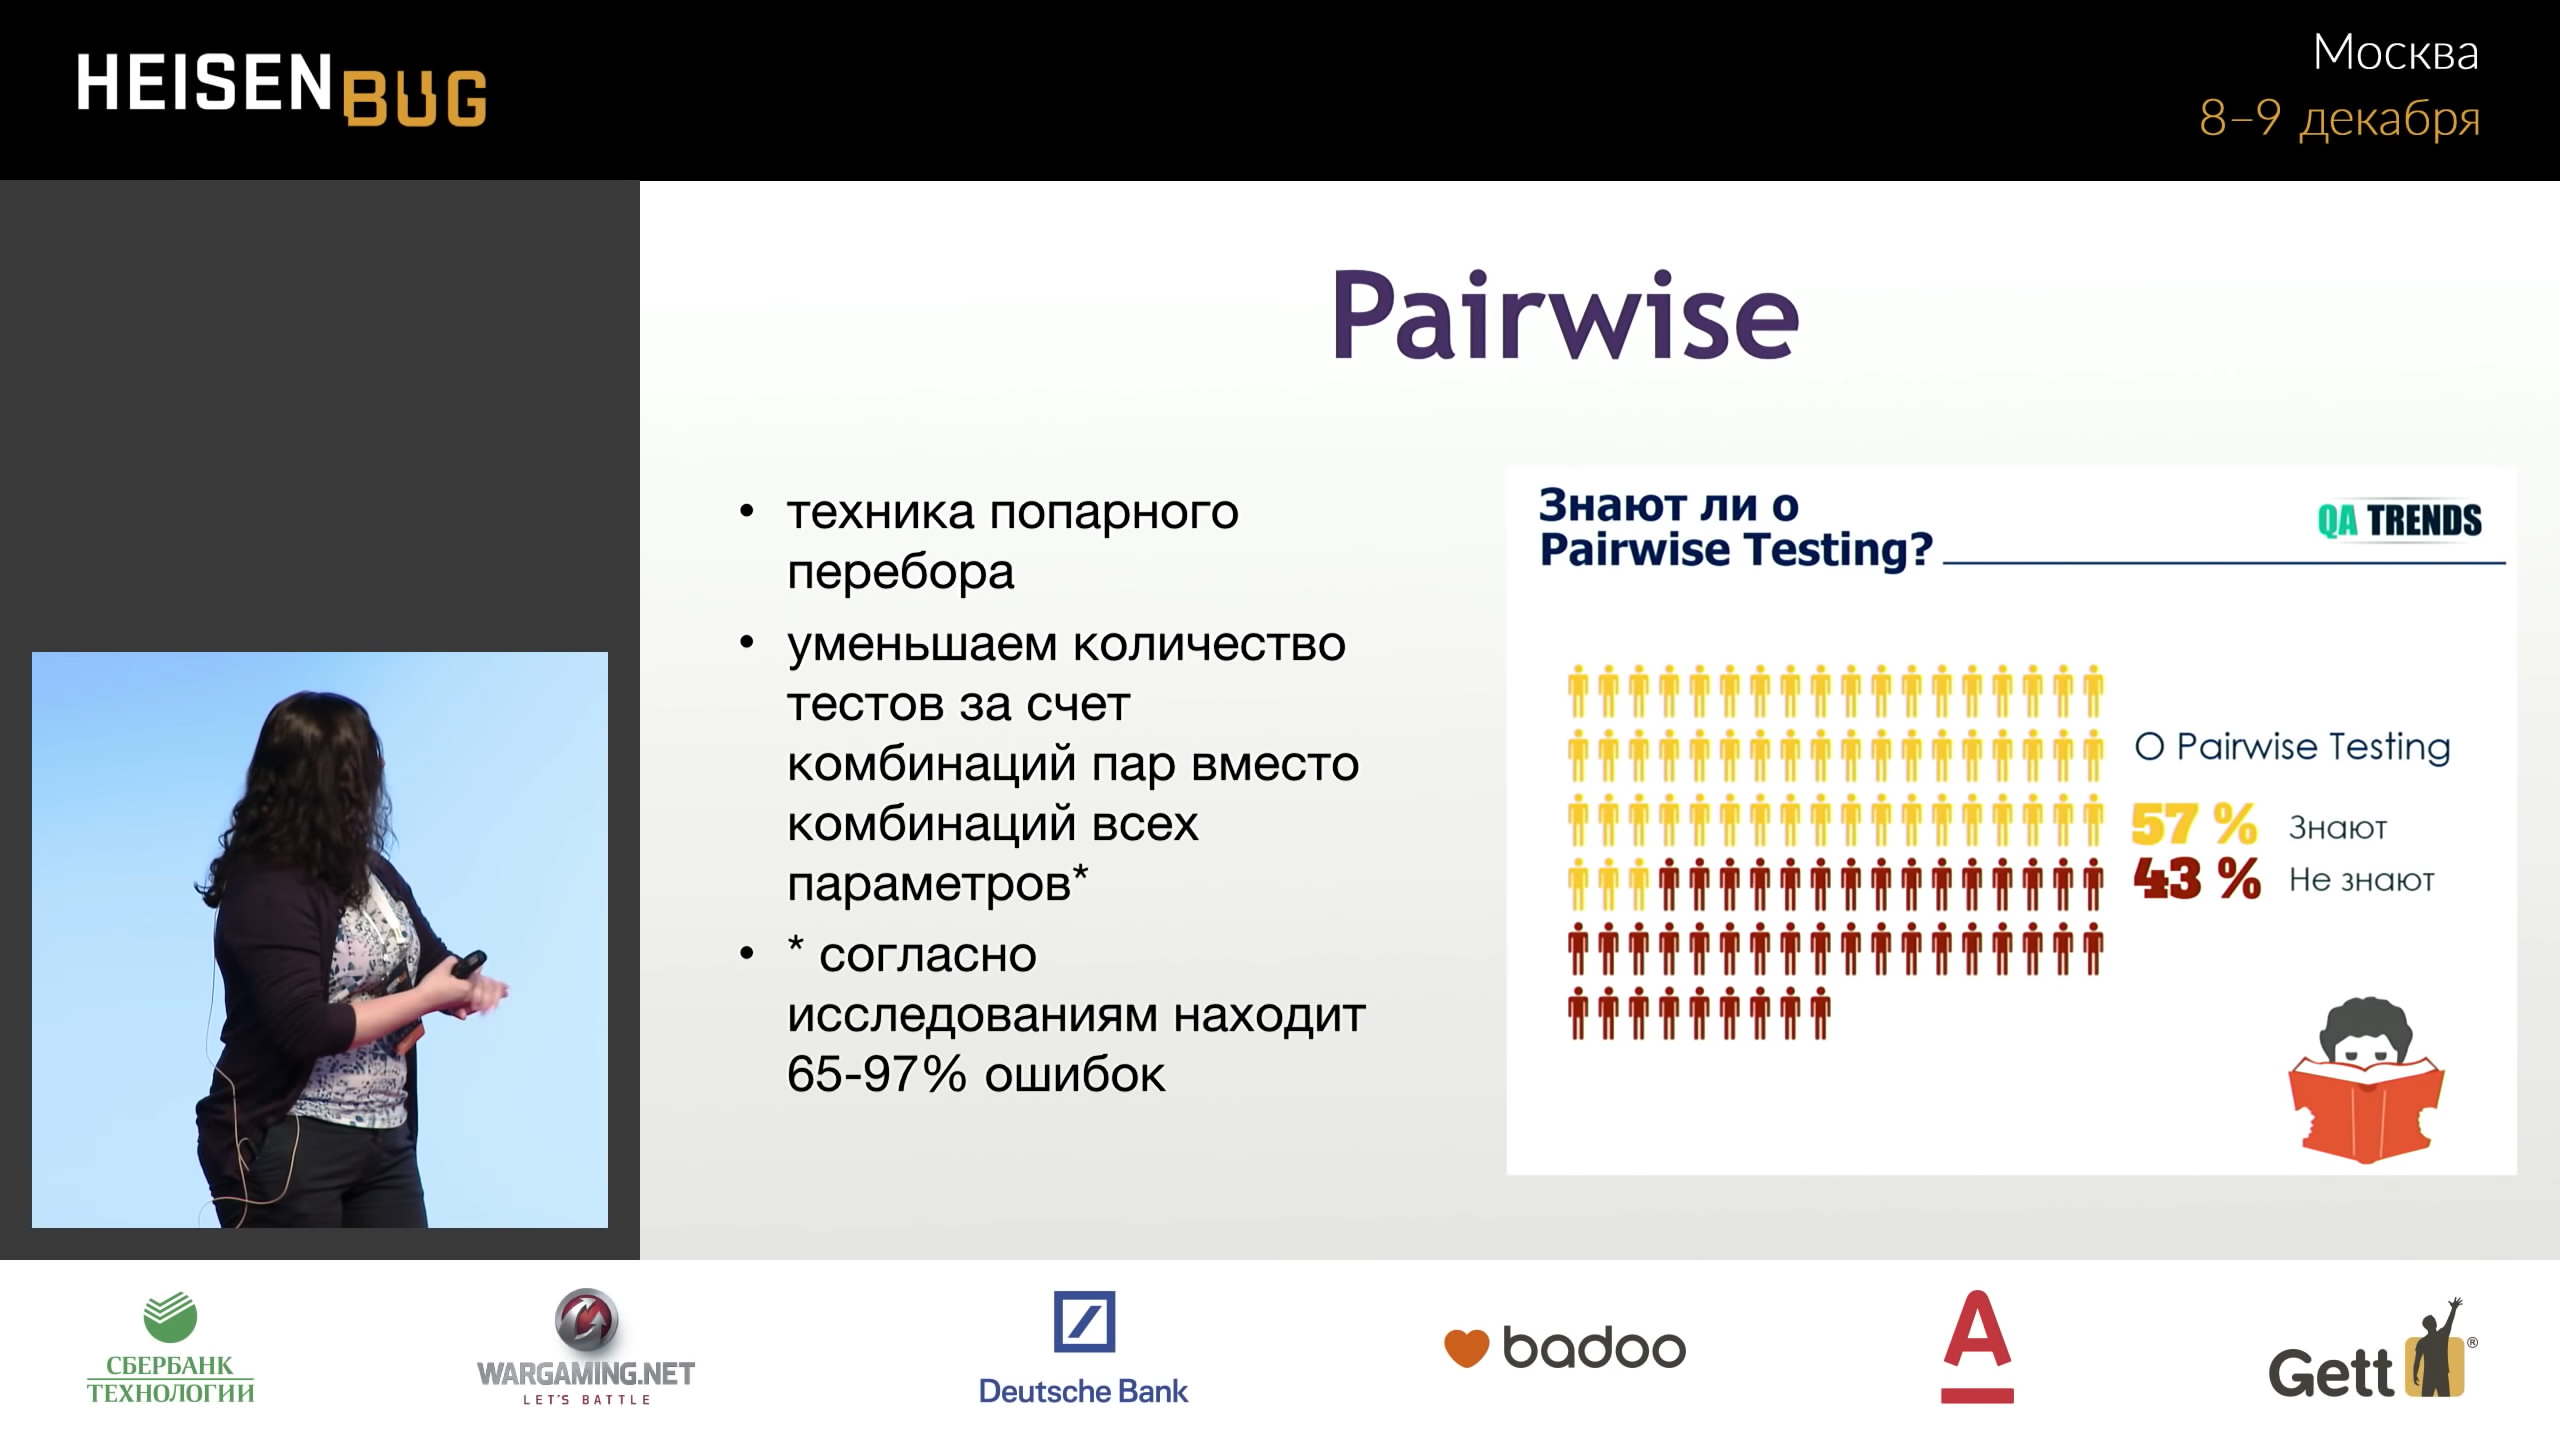 HEISENBUG
Москва
8–9 декабря
Pairwise
• техника попарного
перебора
• уменьшаем количество
тестов за счет
комбинаций пар вместо
комбинаций всех
параметров*
• * согласно
исследованиям находит
65-97% ошибок
Знают ли о
Pairwise Testing?
QA TRENDS
О Pairwise Testing
57 % Знают
43 % Не знают
СБЕРБАНК
ТЕХНОЛОГИИ
WARGAMING.NET
LET'S BATTLE
Deutsche Bank
badoo
А
Gett®